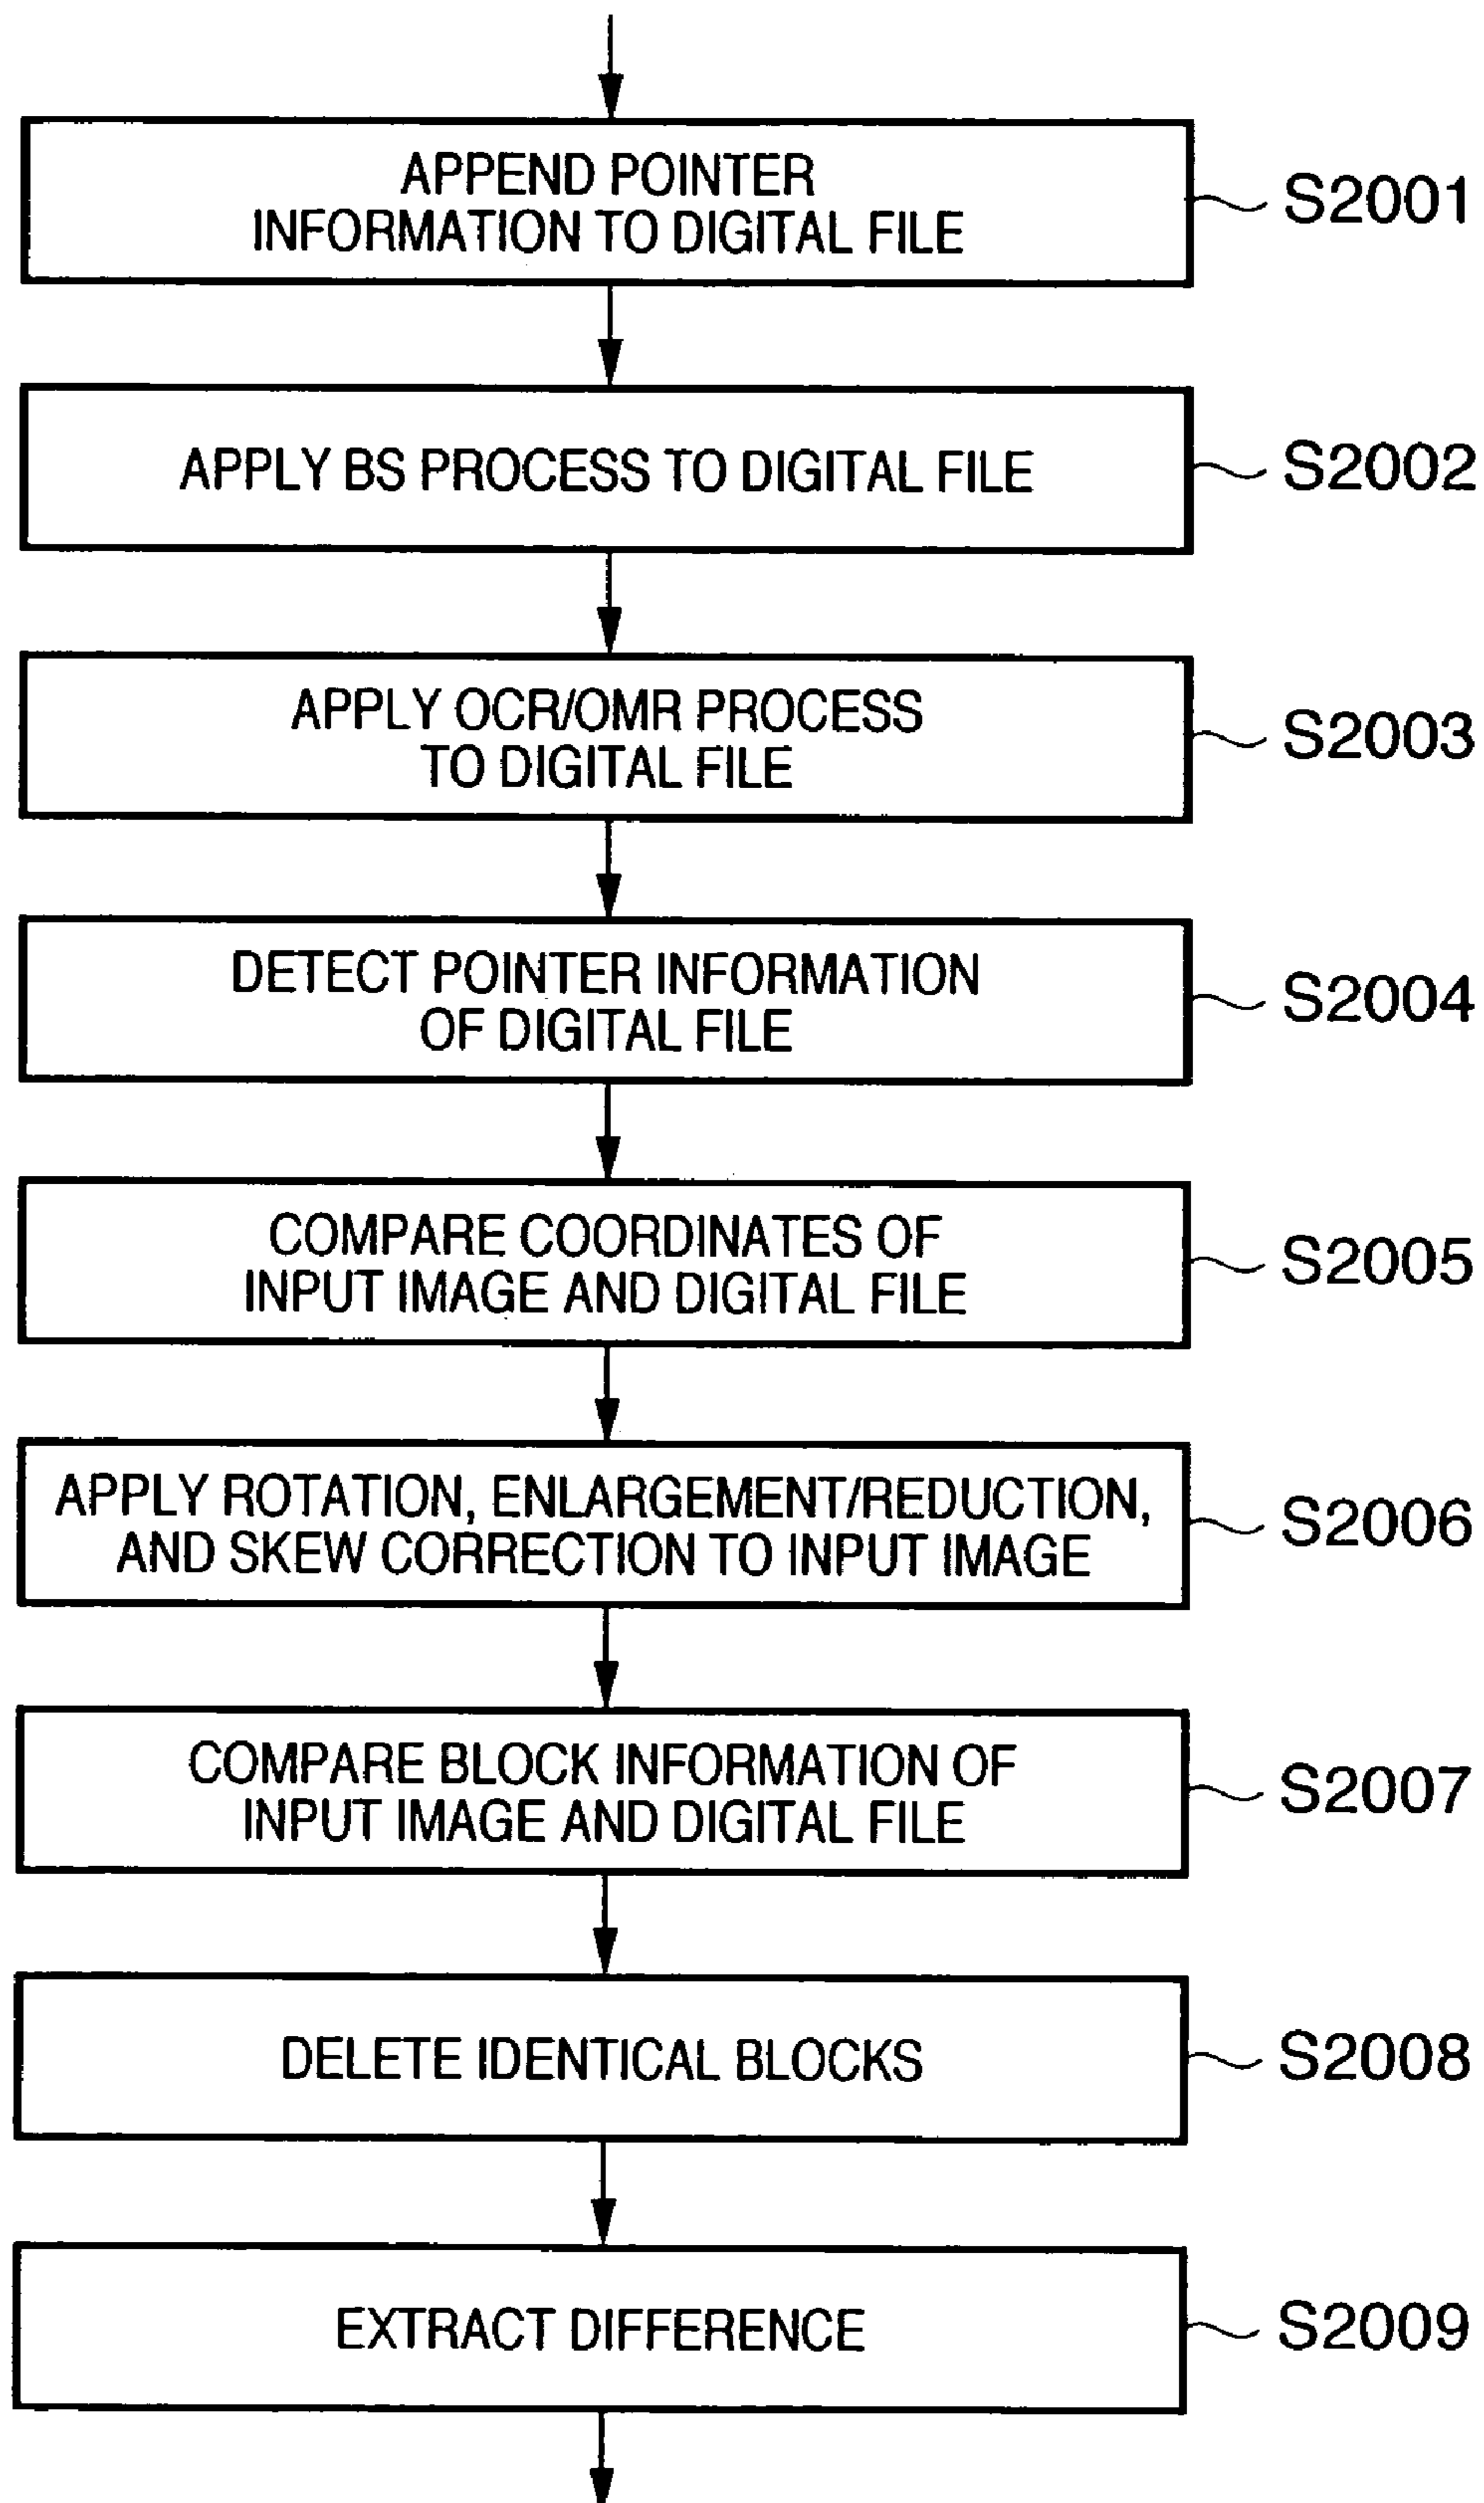 APPEND POINTER
INFORMATION TO DIGITAL FILE
S2001
APPLY BS PROCESS TO DIGITAL FILE
S2002
APPLY OCR/OMR PROCESS
TO DIGITAL FILE
S2003
DETECT POINTER INFORMATION
OF DIGITAL FILE
S2004
COMPARE COORDINATES OF
INPUT IMAGE AND DIGITAL FILE
S2005
APPLY ROTATION, ENLARGEMENT/REDUCTION,
AND SKEW CORRECTION TO INPUT IMAGE
S2006
COMPARE BLOCK INFORMATION OF
INPUT IMAGE AND DIGITAL FILE
S2007
DELETE IDENTICAL BLOCKS
S2008
EXTRACT DIFFERENCE
S2009